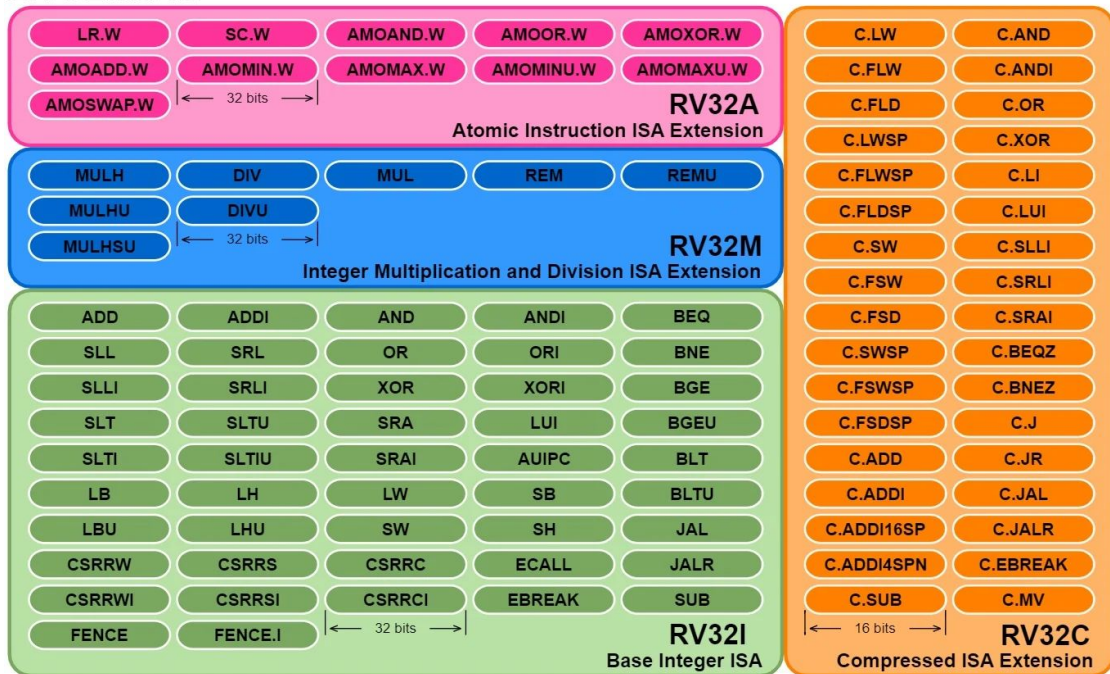 LR.W SC.W AMOAND.W AMOOR.W AMOXOR.W
AMOADD.W AMOMIN.W AMOMAX.W AMOMINU.W AMOMAXU.W
AMOSWAP.W 32 bits
RV32A
Atomic Instruction ISA Extension
MULH DIV MUL REM REMU
MULHU DIVU
MULHSU 32 bits
RV32M
Integer Multiplication and Division ISA Extension
ADD ADDI AND ANDI BEQ
SLL SRL OR ORI BNE
SLLI SRLI XOR XORI BGE
SLT SLTU SRA LUI BGEU
SLTI SLTIU SRAI AUIPC BLT
LB LH LW SB BLTU
LBU LHU SW SH JAL
CSRRW CSRRS CSRRC ECALL JALR
CSRRWI CSRRSI CSRRCI EBREAK SUB
FENCE FENCE.I 32 bits
RV32I
Base Integer ISA
C.LW C.AND
C.FLW C.ANDI
C.FLD C.OR
C.LWSP C.XOR
C.FLWSP C.LI
C.FLDSP C.LUI
C.SW C.SLLI
C.FSW C.SRLI
C.FSD C.SRAI
C.SWSP C.BEQZ
C.FSWSP C.BNEZ
C.FSDSP C.J
C.ADD C.JR
C.ADDI C.JAL
C.ADDI16SP C.JALR
C.ADDI4SPN C.EBREAK
C.SUB C.MV
16 bits
RV32C
Compressed ISA Extension